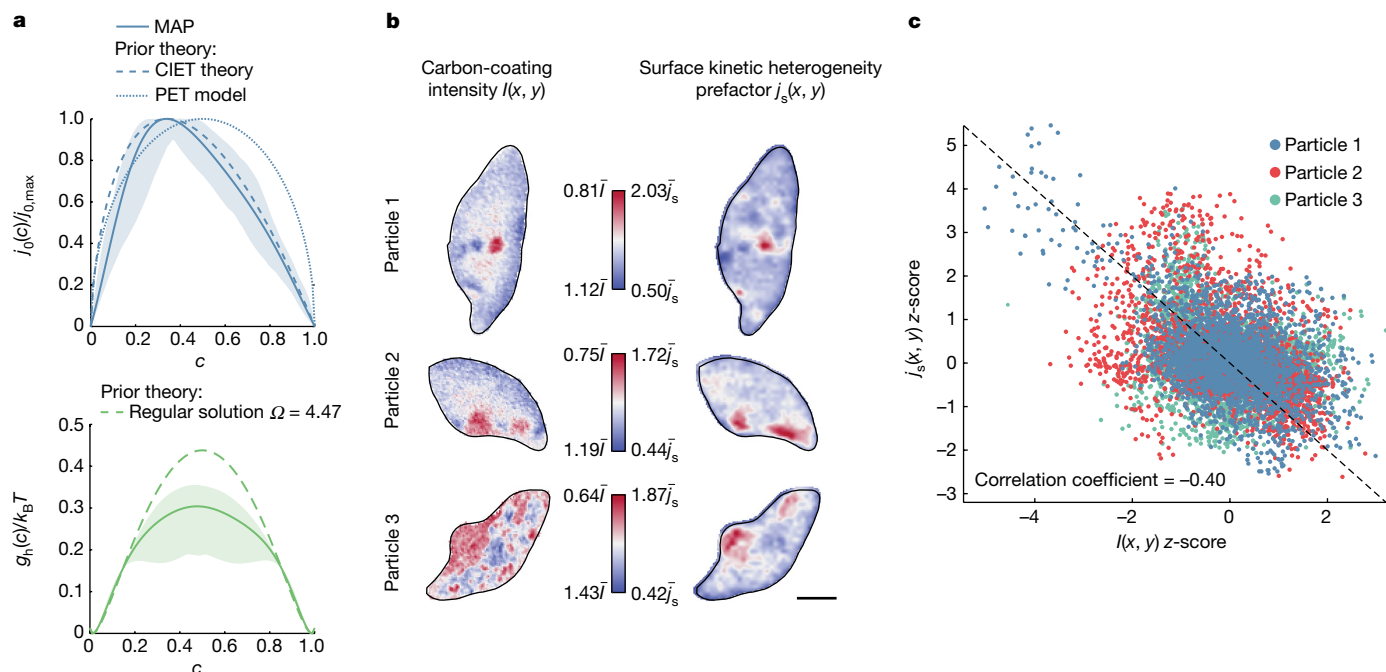 a
MAP
Prior theory:
CIET theory
PET model
1.0
0.8
0.6
0.4
0.2
0
j₀(c)/j₀,max
0 0.2 0.4 0.6 0.8 1.0
c
Prior theory:
Regular solution Ω = 4.47
0.5
0.4
0.3
0.2
0.1
0
gₕ(c)/k_BT
0 0.2 0.4 0.6 0.8 1.0
c
b
Carbon-coating
intensity I(x, y)
Surface kinetic heterogeneity
prefactor jₛ(x, y)
Particle 1
0.81Ī 2.03j̄ₛ
1.12Ī 0.50j̄ₛ
Particle 2
0.75Ī 1.72j̄ₛ
1.19Ī 0.44j̄ₛ
Particle 3
0.64Ī 1.87j̄ₛ
1.43Ī 0.42j̄ₛ
c
Particle 1
Particle 2
Particle 3
5
4
3
2
1
0
−1
−2
−3
jₛ(x, y) z-score
Correlation coefficient = −0.40
−4 −2 0 2
I(x, y) z-score